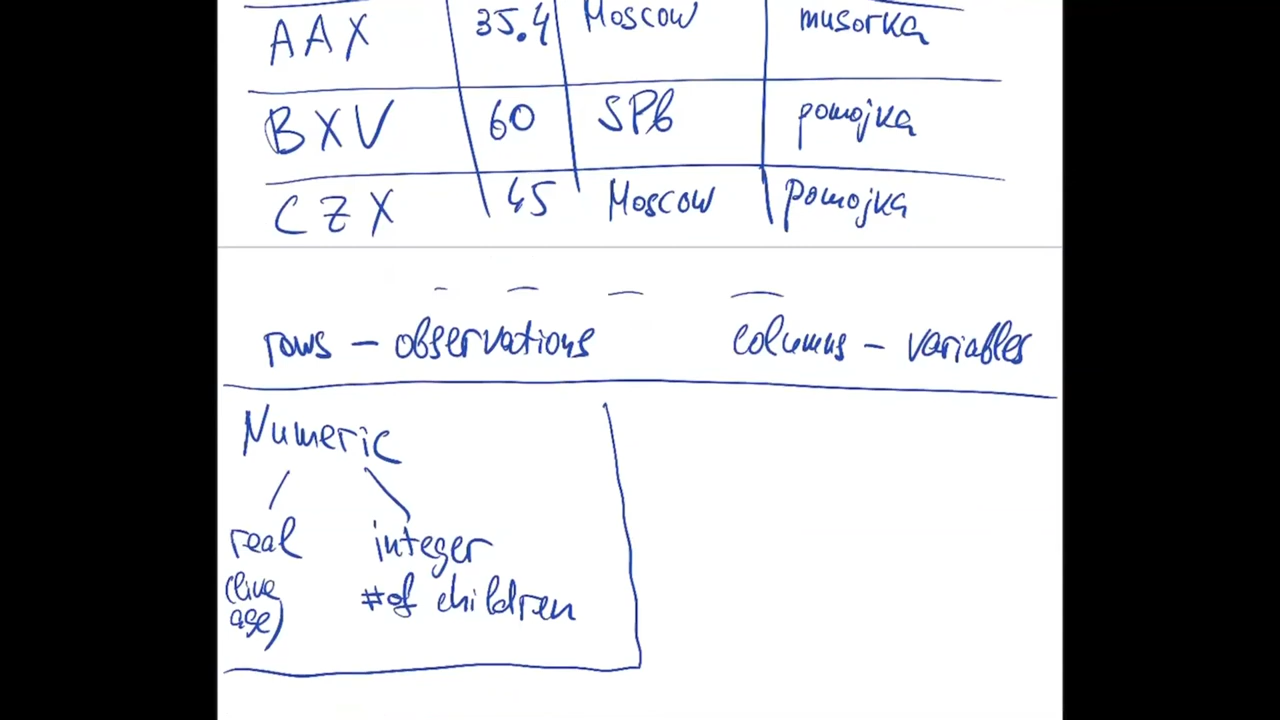 AAX 35.4 Moscow musorka
BXV 60 SPb pomojka
CZX 45 Moscow pomojka
rows – observations columns – variables
Numeric
real integer
(live # of children
age)